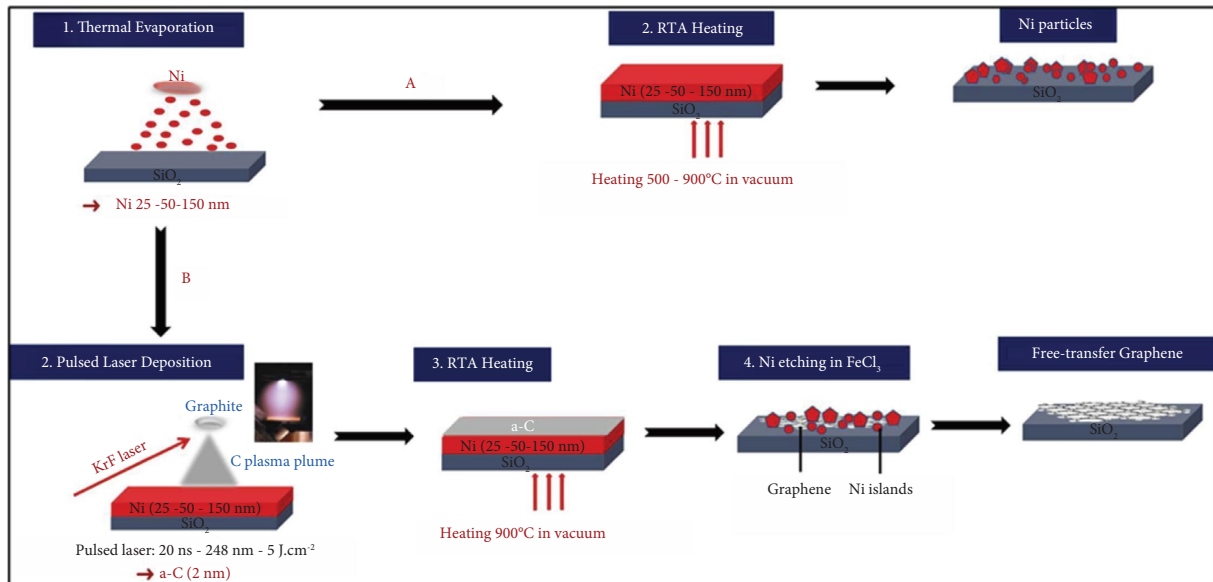 1. Thermal Evaporation
Ni
SiO₂
→ Ni 25 -50-150 nm
A
2. RTA Heating
Ni (25 -50 - 150 nm)
SiO₂
Heating 500 - 900°C in vacuum
Ni particles
SiO₂
B
2. Pulsed Laser Deposition
Graphite
KrF laser
C plasma plume
Ni (25 -50 - 150 nm)
SiO₂
Pulsed laser: 20 ns - 248 nm - 5 J.cm⁻²
→ a-C (2 nm)
3. RTA Heating
a-C
Ni (25 -50-150 nm)
SiO₂
Heating 900°C in vacuum
4. Ni etching in FeCl₃
SiO₂
Graphene
Ni islands
Free-transfer Graphene
SiO₂